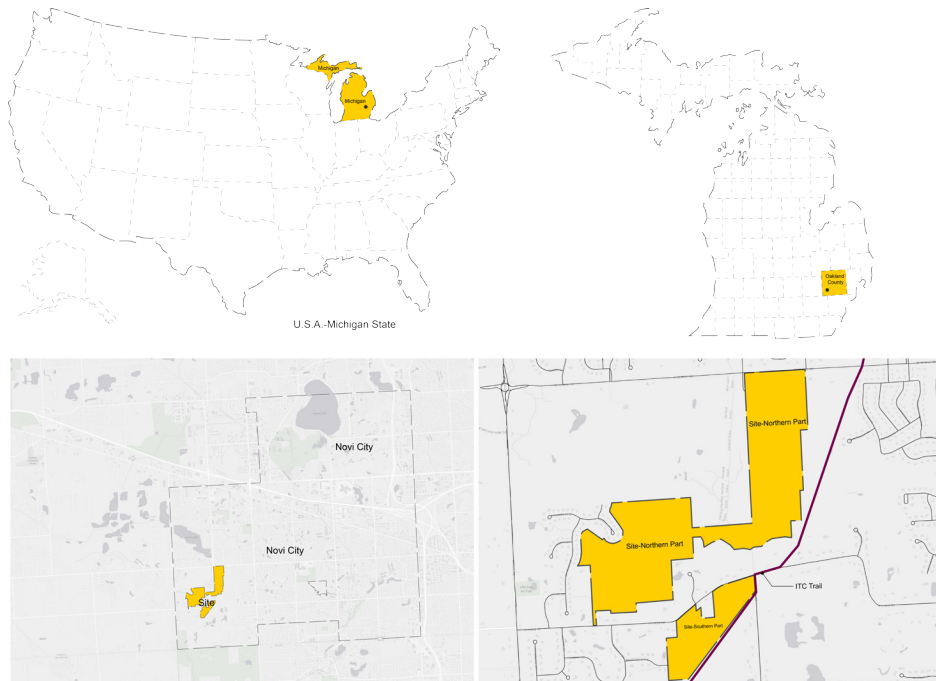 Michigan
Michigan
U.S.A.-Michigan State
Oakland
County
Novi City
Novi City
Site
Site-Northern Part
Site-Northern Part
ITC Trail
Site-Southern Part